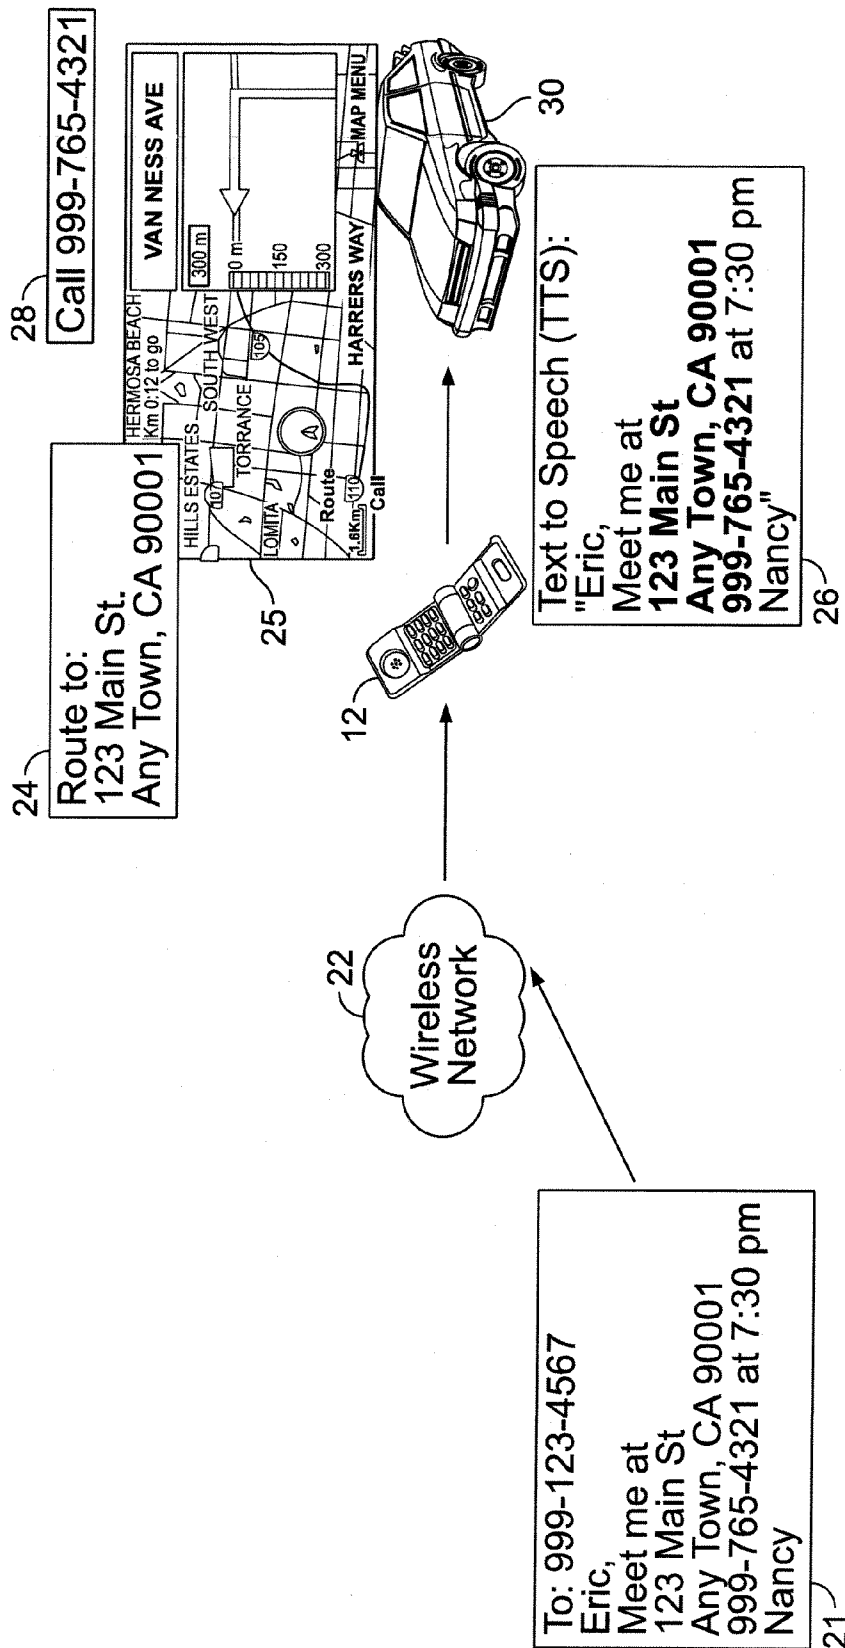 21
To: 999-123-4567
Eric,
Meet me at
123 Main St
Any Town, CA 90001
999-765-4321 at 7:30 pm
Nancy
22
Wireless
Network
12
24
Route to:
123 Main St.
Any Town, CA 90001
28
Call 999-765-4321
25
HERMOSA BEACH
Km 0:12 to go
HILLS ESTATES
SOUTH WEST
TORRANCE
LOMITA
105
110
Route
Call
HARRERS WAY
MAP MENU
VAN NESS AVE
300 m
0 m
150
300
30
26
Text to Speech (TTS):
"Eric,
Meet me at
123 Main St
Any Town, CA 90001
999-765-4321 at 7:30 pm
Nancy"